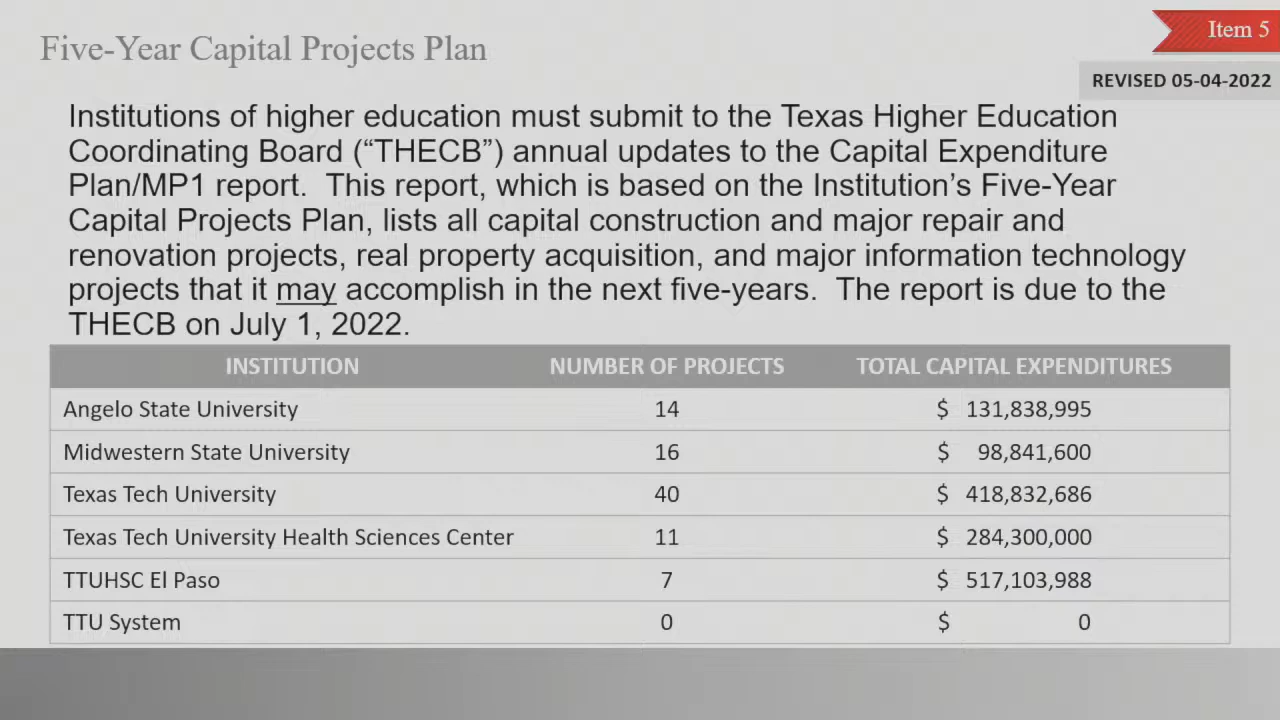 Five-Year Capital Projects Plan
Item 5
REVISED 05-04-2022
Institutions of higher education must submit to the Texas Higher Education
Coordinating Board (“THECB”) annual updates to the Capital Expenditure
Plan/MP1 report.  This report, which is based on the Institution’s Five-Year
Capital Projects Plan, lists all capital construction and major repair and
renovation projects, real property acquisition, and major information technology
projects that it may accomplish in the next five-years.  The report is due to the
THECB on July 1, 2022.
INSTITUTION NUMBER OF PROJECTS TOTAL CAPITAL EXPENDITURES
Angelo State University 14 $ 131,838,995
Midwestern State University 16 $ 98,841,600
Texas Tech University 40 $ 418,832,686
Texas Tech University Health Sciences Center 11 $ 284,300,000
TTUHSC El Paso 7 $ 517,103,988
TTU System 0 $ 0